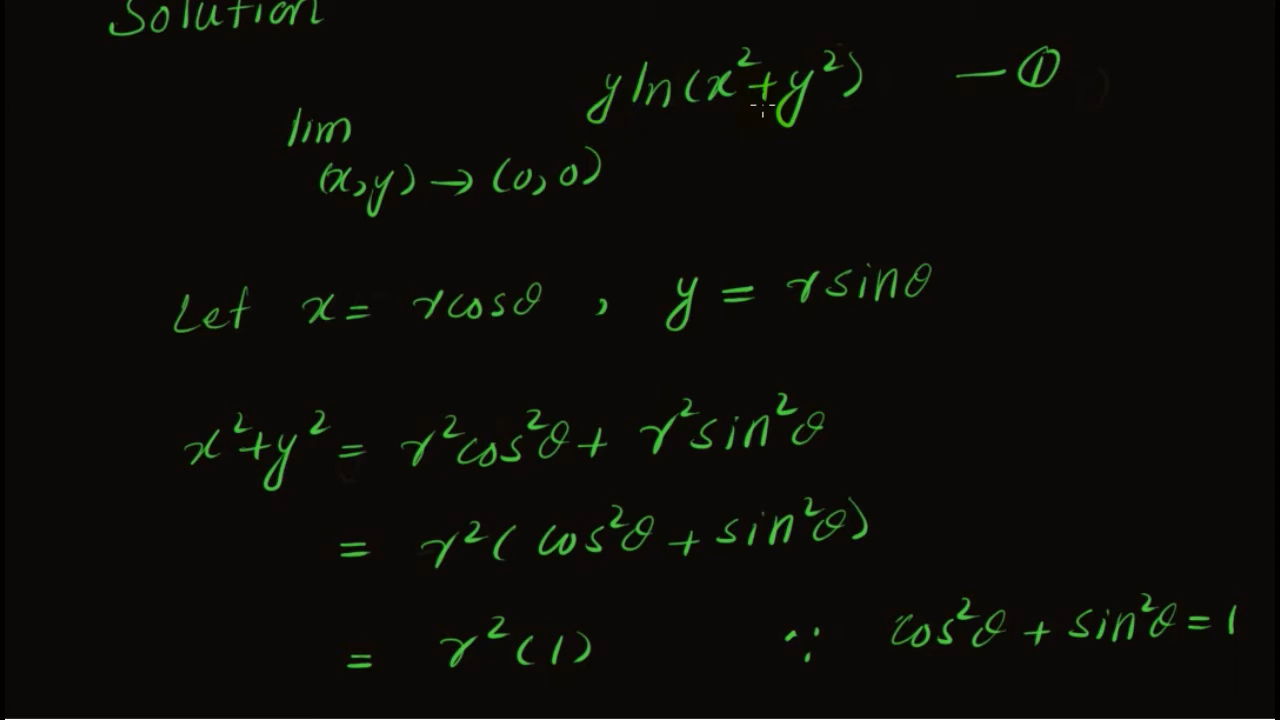 Solution
lim (x,y) → (0,0) y ln(x²+y²) — ①
Let x = r cosθ , y = r sinθ
x²+y² = r²cos²θ + r²sin²θ
= r²(cos²θ + sin²θ)
= r²(1) ∵ cos²θ + sin²θ = 1